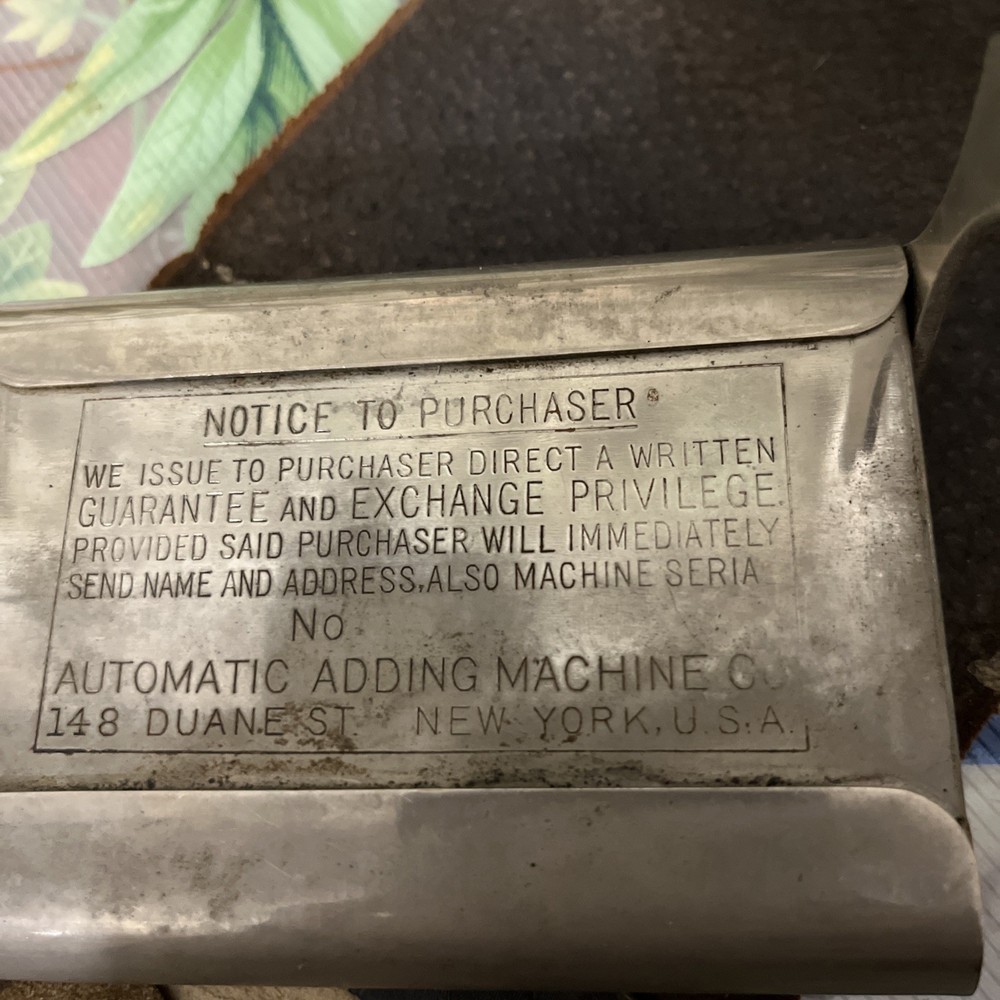 NOTICE TO PURCHASER
WE ISSUE TO PURCHASER DIRECT A WRITTEN
GUARANTEE AND EXCHANGE PRIVILEGE.
PROVIDED SAID PURCHASER WILL IMMEDIATELY
SEND NAME AND ADDRESS, ALSO MACHINE SERIA
No
AUTOMATIC ADDING MACHINE Co
148 DUANE ST. NEW YORK, U.S.A.